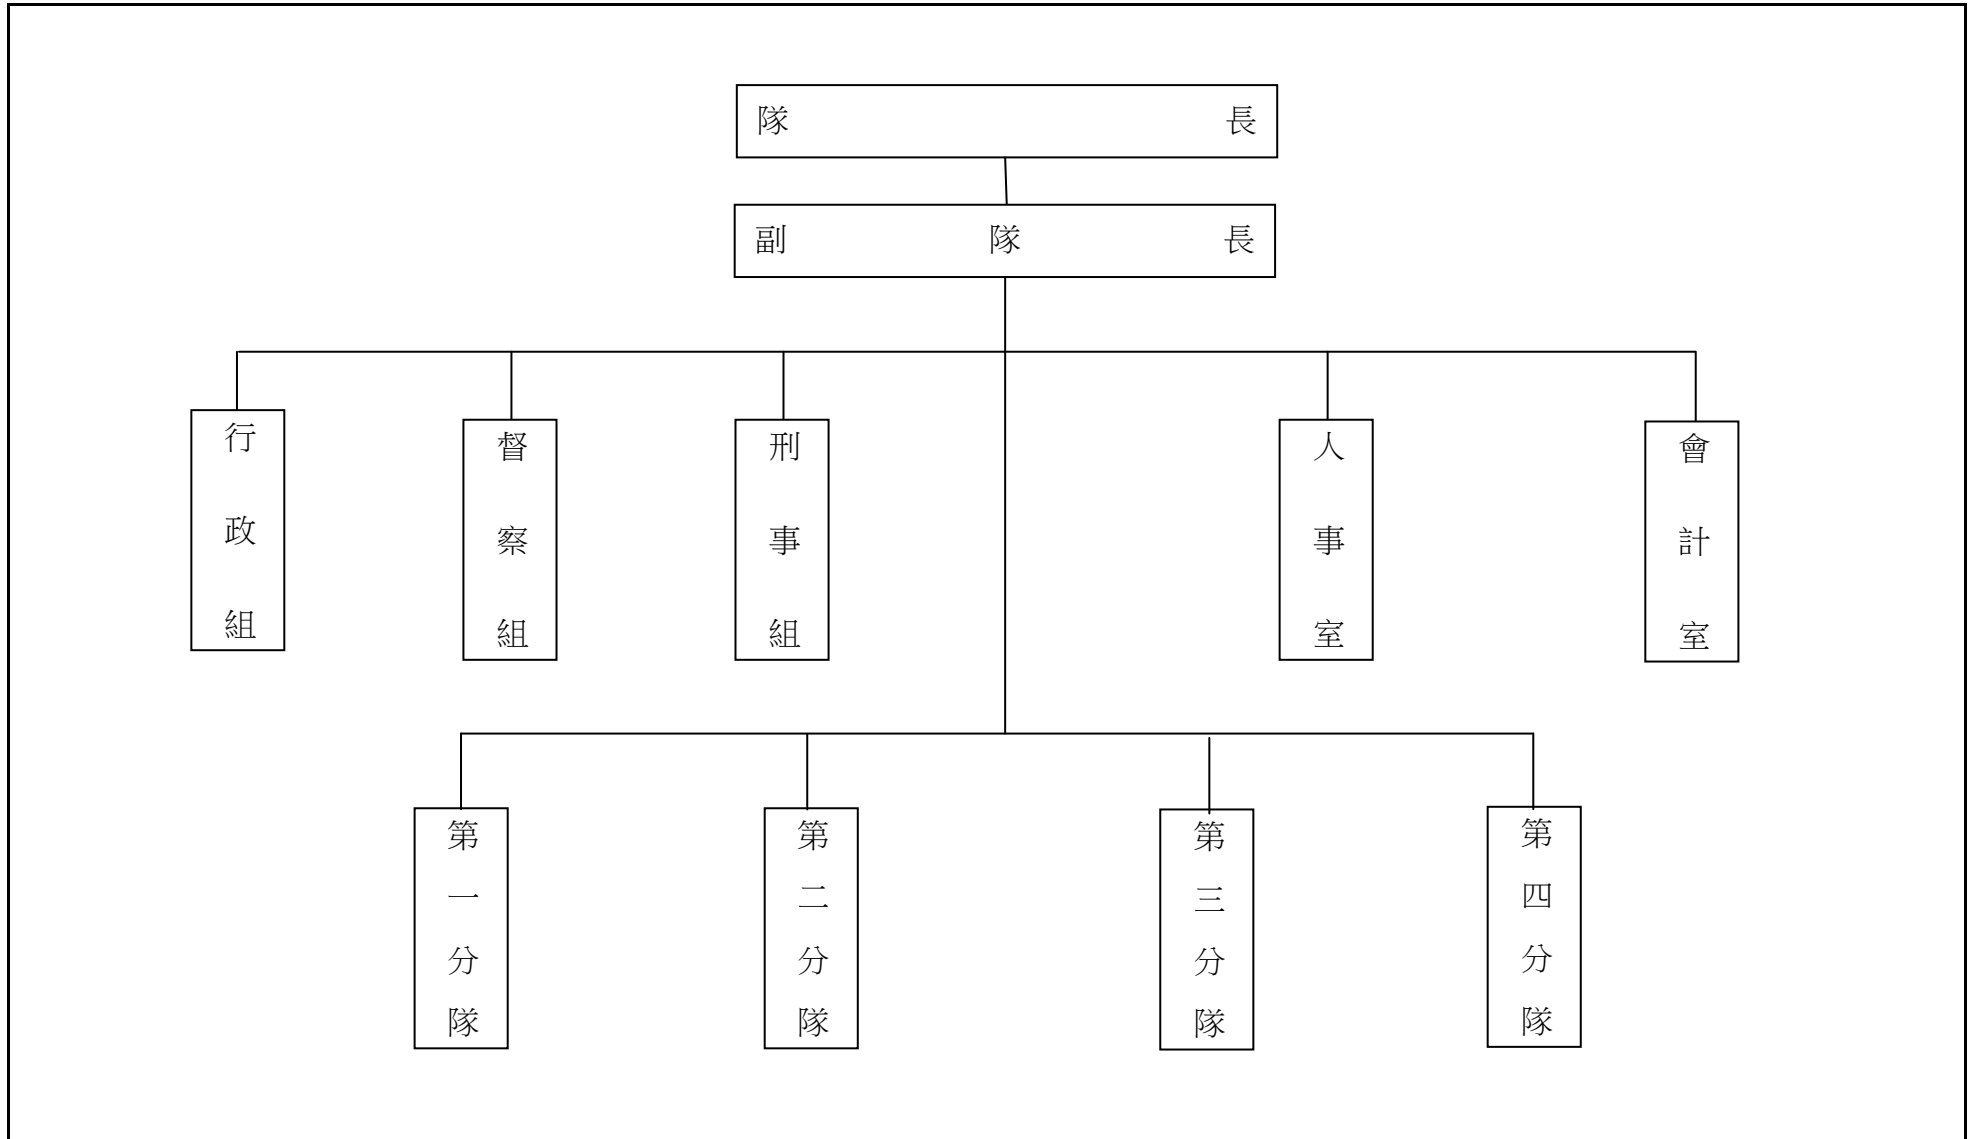 隊長
副隊長
行政組
督察組
刑事組
人事室
會計室
第一分隊
第二分隊
第三分隊
第四分隊